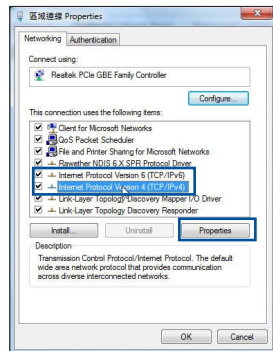 區域連線 Properties
Networking Authentication
Connect using:
Realtek PCIe GBE Family Controller
Configure...
This connection uses the following items:
Client for Microsoft Networks
QoS Packet Scheduler
File and Printer Sharing for Microsoft Networks
Rawether NDIS 6.X SPR Protocol Driver
Internet Protocol Version 6 (TCP/IPv6)
Internet Protocol Version 4 (TCP/IPv4)
Link-Layer Topology Discovery Mapper I/O Driver
Link-Layer Topology Discovery Responder
Install... Uninstall Properties
Description
Transmission Control Protocol/Internet Protocol. The default
wide area network protocol that provides communication
across diverse interconnected networks.
OK Cancel